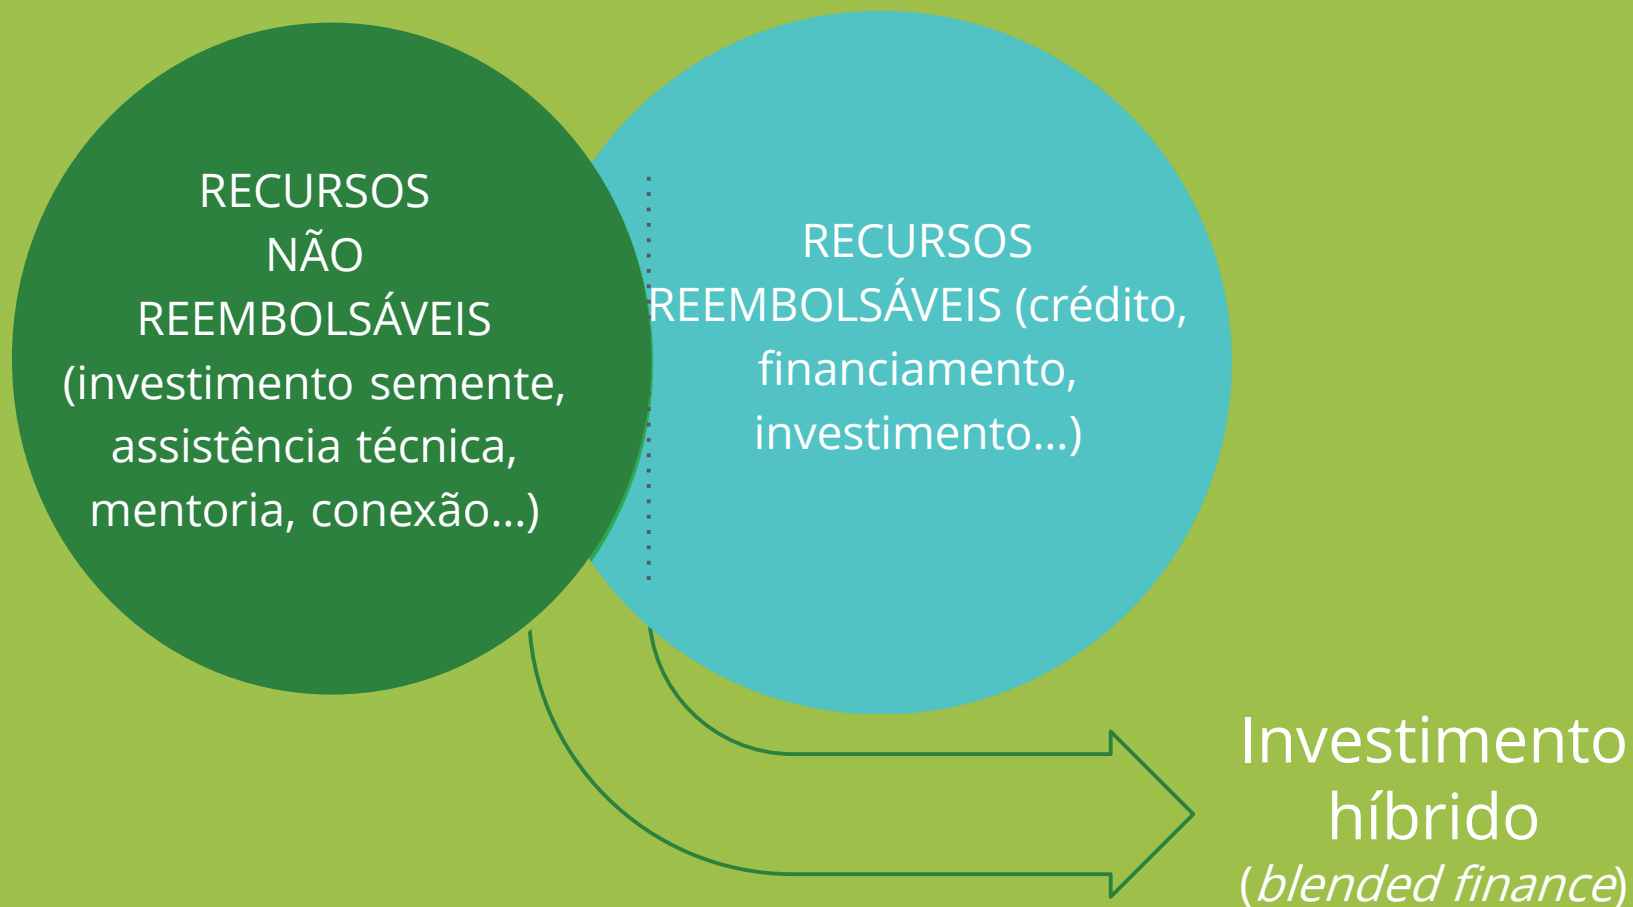 RECURSOS
NÃO
REEMBOLSÁVEIS
(investimento semente,
assistência técnica,
mentoria, conexão...)
RECURSOS
REEMBOLSÁVEIS (crédito,
financiamento,
investimento...)
Investimento
híbrido
(blended finance)